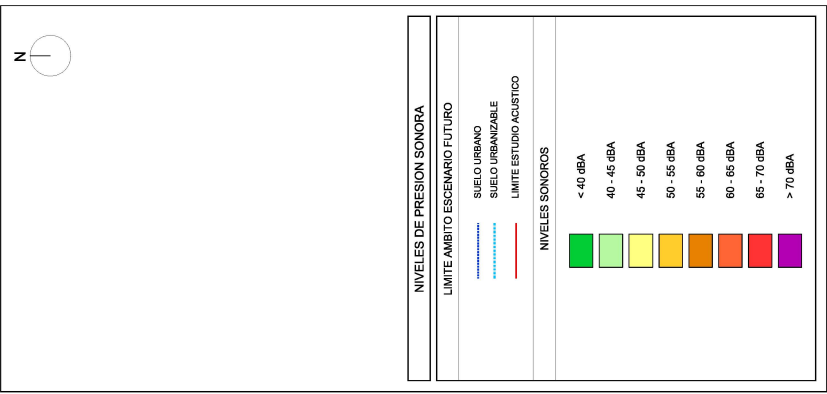 N
NIVELES DE PRESION SONORA
LIMITE AMBITO ESCENARIO FUTURO
SUELO URBANO
SUELO URBANIZABLE
LIMITE ESTUDIO ACUSTICO
NIVELES SONOROS
< 40 dBA
40 - 45 dBA
45 - 50 dBA
50 - 55 dBA
55 - 60 dBA
60 - 65 dBA
65 - 70 dBA
> 70 dBA